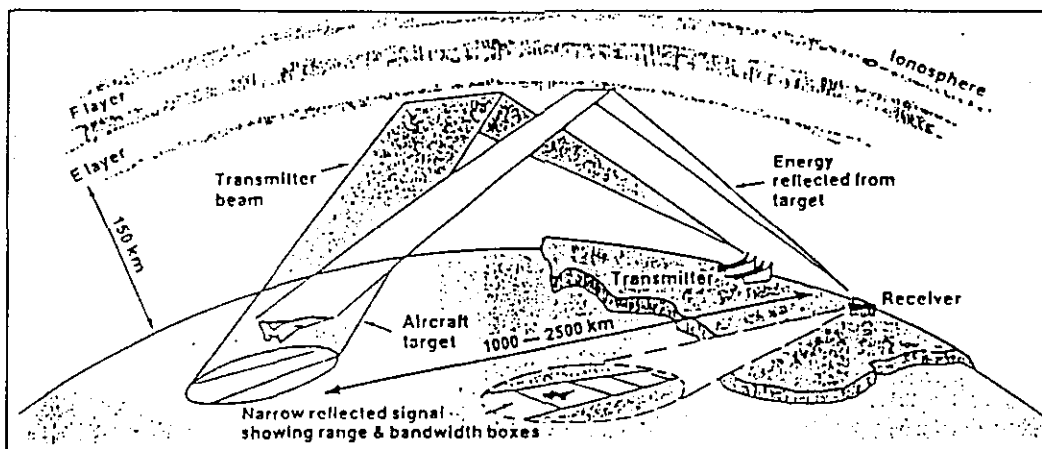 Ionosphere
F layer
E layer
150 km
Transmitter
beam
Energy
reflected from
target
Transmitter
Receiver
Aircraft
target
1000 — 2500 km
Narrow reflected signal
showing range & bandwidth boxes